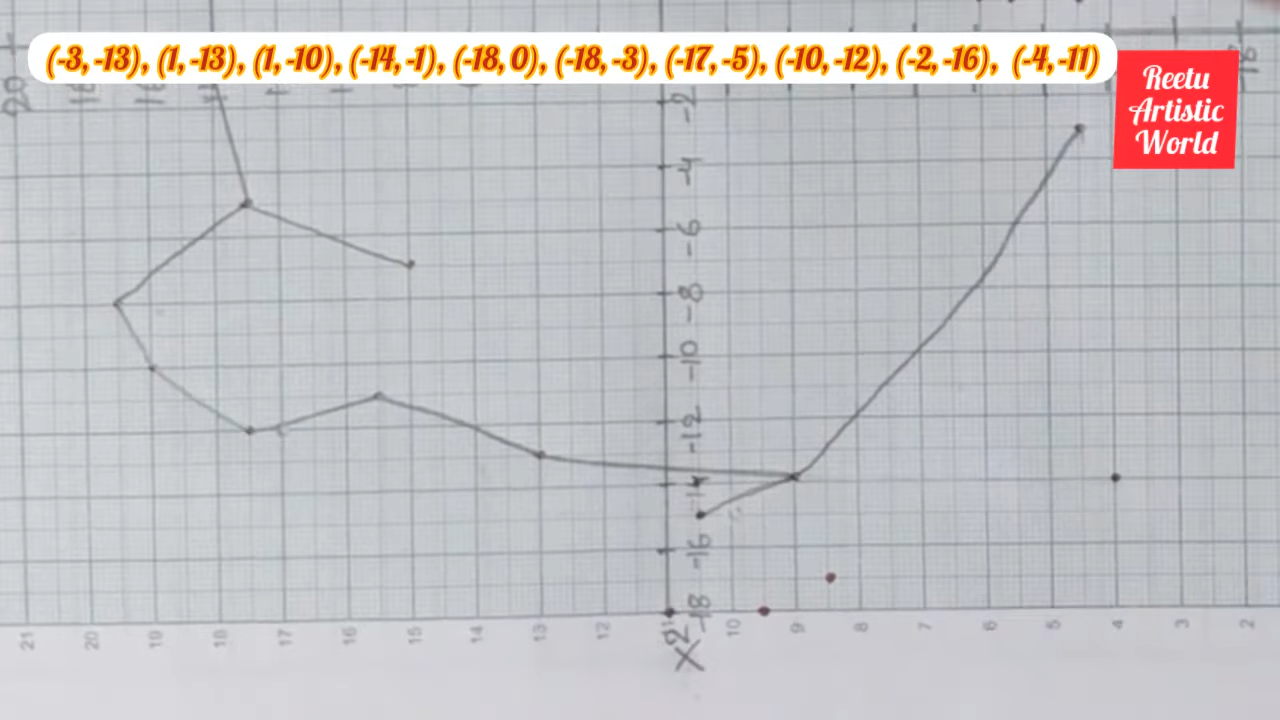 (-3, -13), (1, -13), (1, -10), (-14, -1), (-18, 0), (-18, -3), (-17, -5), (-10, -12), (-2, -16), (-4, -11)
Reetu
Artistic
World
20
-2
-4
-6
-8
-10
-12
-14
-16
-18
X2
21 20 19 18 17 16 15 14 13 12 10 9 8 7 6 5 4 3 2